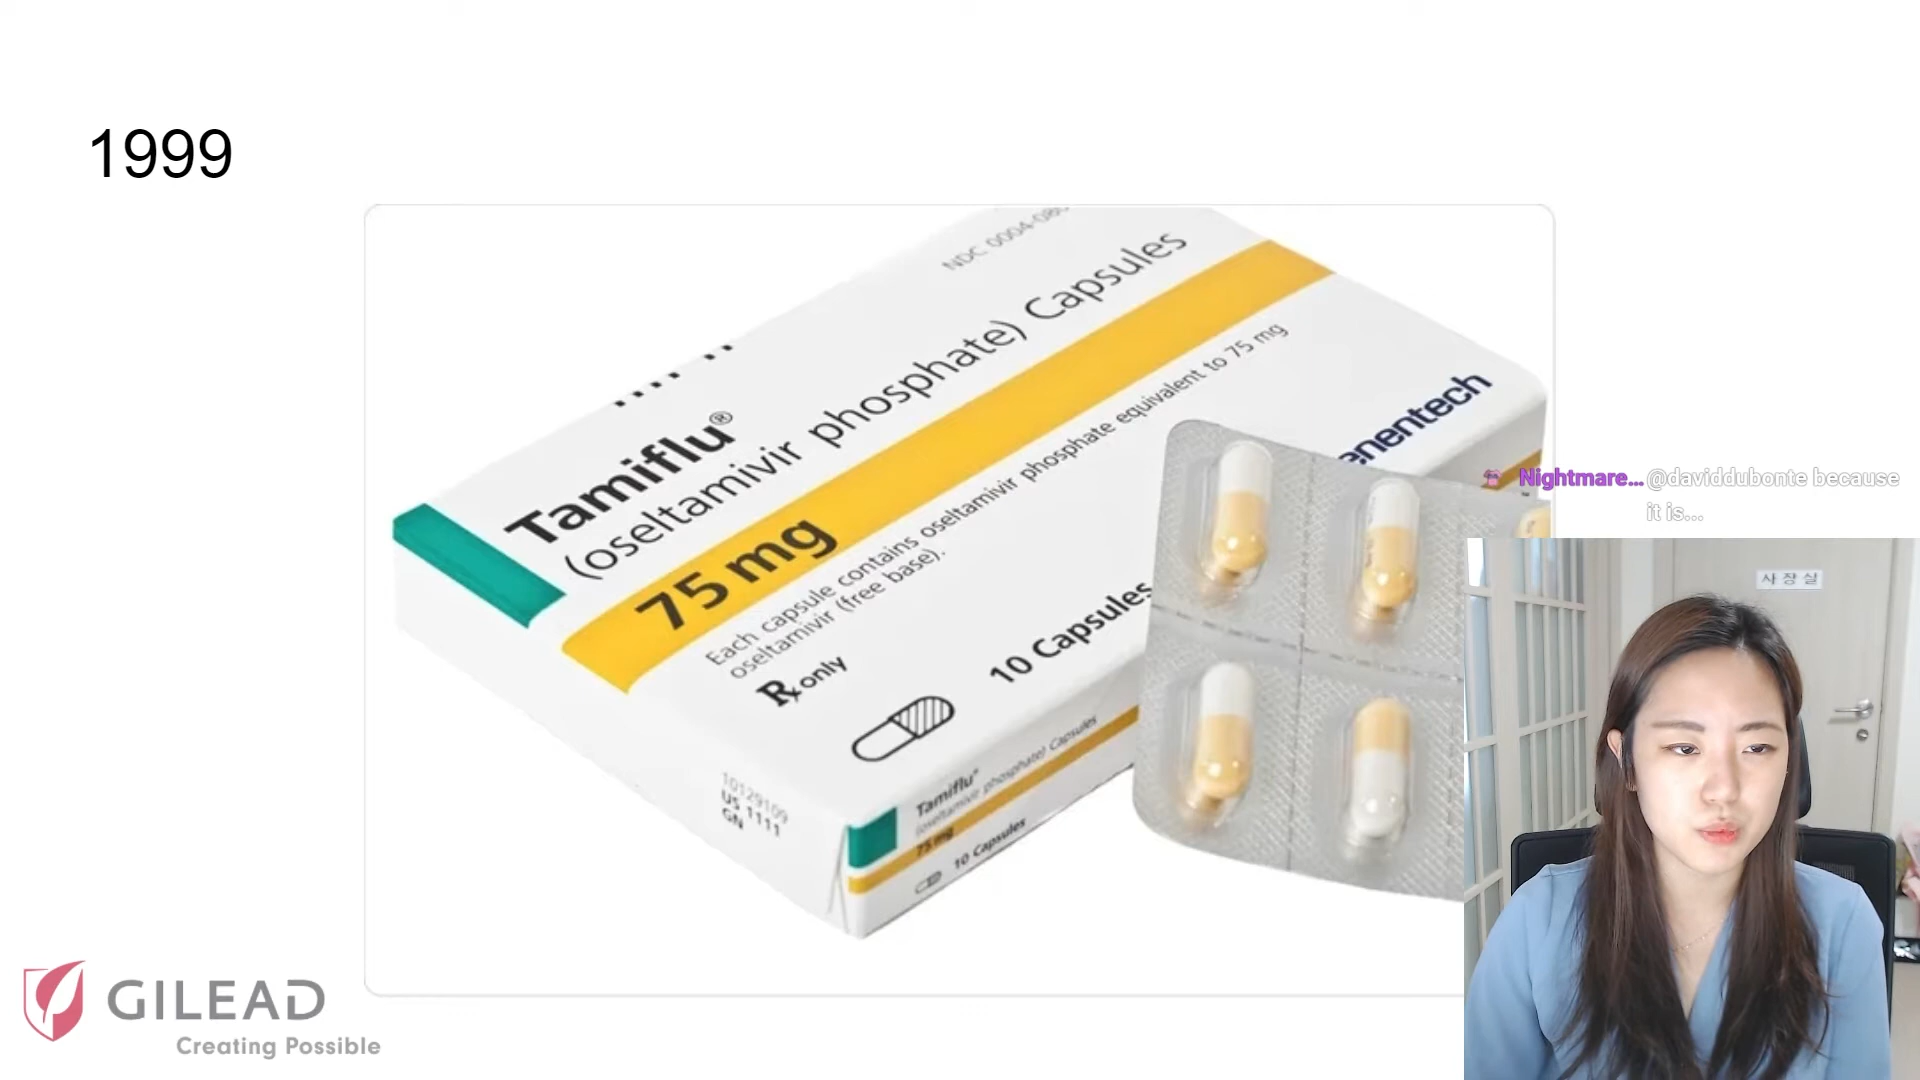 1999
NDC 0004-080
Tamiflu®
(oseltamivir phosphate) Capsules
75 mg
Each capsule contains oseltamivir phosphate equivalent to 75 mg
oseltamivir (free base).
Rx only
10 Capsules
enentech
10129109
US 1111
GN
Tamiflu®
(oseltamivir phosphate) Capsules
75 mg
10 Capsules
Nightmare... @daviddubonte because
it is...
사장실
GILEAD
Creating Possible